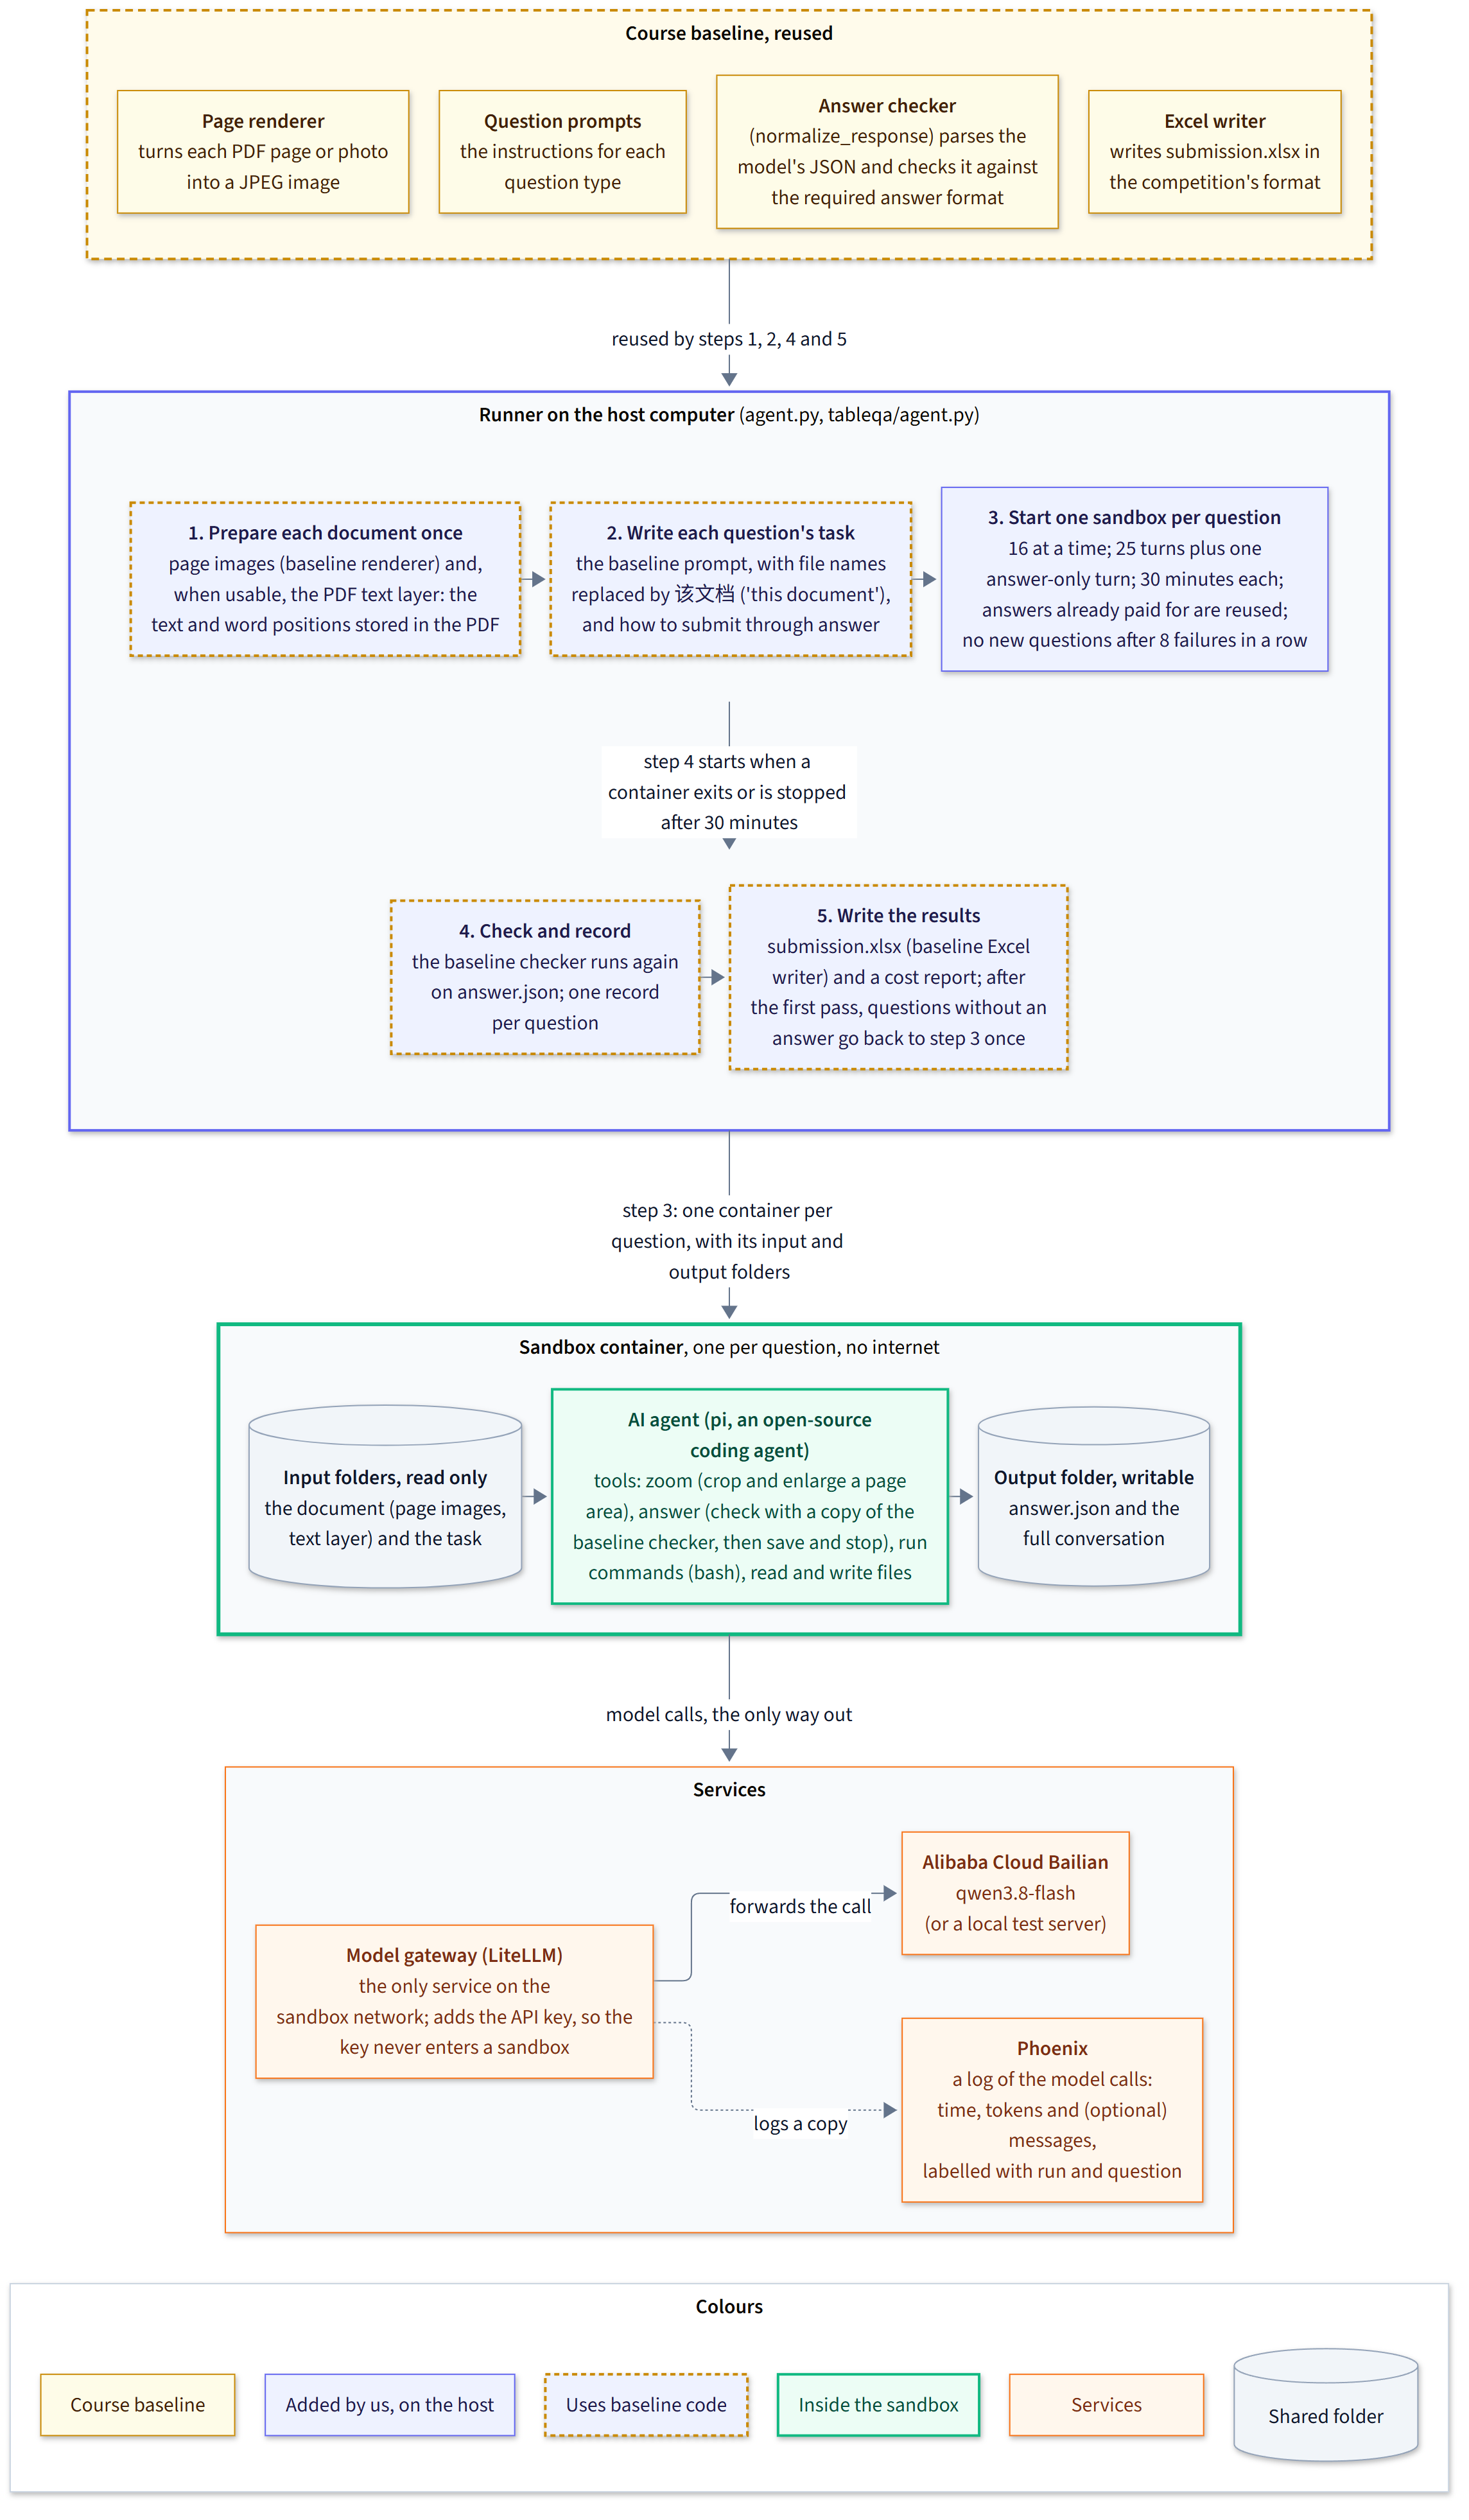 Course baseline, reused
Page renderer
turns each PDF page or photo
into a JPEG image
Question prompts
the instructions for each
question type
Answer checker
(normalize_response) parses the
model's JSON and checks it against
the required answer format
Excel writer
writes submission.xlsx in
the competition's format
reused by steps 1, 2, 4 and 5
Runner on the host computer (agent.py, tableqa/agent.py)
1. Prepare each document once
page images (baseline renderer) and,
when usable, the PDF text layer: the
text and word positions stored in the PDF
2. Write each question's task
the baseline prompt, with file names
replaced by 该文档 ('this document'),
and how to submit through answer
3. Start one sandbox per question
16 at a time; 25 turns plus one
answer-only turn; 30 minutes each;
answers already paid for are reused;
no new questions after 8 failures in a row
step 4 starts when a
container exits or is stopped
after 30 minutes
4. Check and record
the baseline checker runs again
on answer.json; one record
per question
5. Write the results
submission.xlsx (baseline Excel
writer) and a cost report; after
the first pass, questions without an
answer go back to step 3 once
step 3: one container per
question, with its input and
output folders
Sandbox container, one per question, no internet
Input folders, read only
the document (page images,
text layer) and the task
AI agent (pi, an open-source
coding agent)
tools: zoom (crop and enlarge a page
area), answer (check with a copy of the
baseline checker, then save and stop), run
commands (bash), read and write files
Output folder, writable
answer.json and the
full conversation
model calls, the only way out
Services
Model gateway (LiteLLM)
the only service on the
sandbox network; adds the API key, so the
key never enters a sandbox
forwards the call
Alibaba Cloud Bailian
qwen3.8-flash
(or a local test server)
logs a copy
Phoenix
a log of the model calls:
time, tokens and (optional)
messages,
labelled with run and question
Colours
Course baseline
Added by us, on the host
Uses baseline code
Inside the sandbox
Services
Shared folder